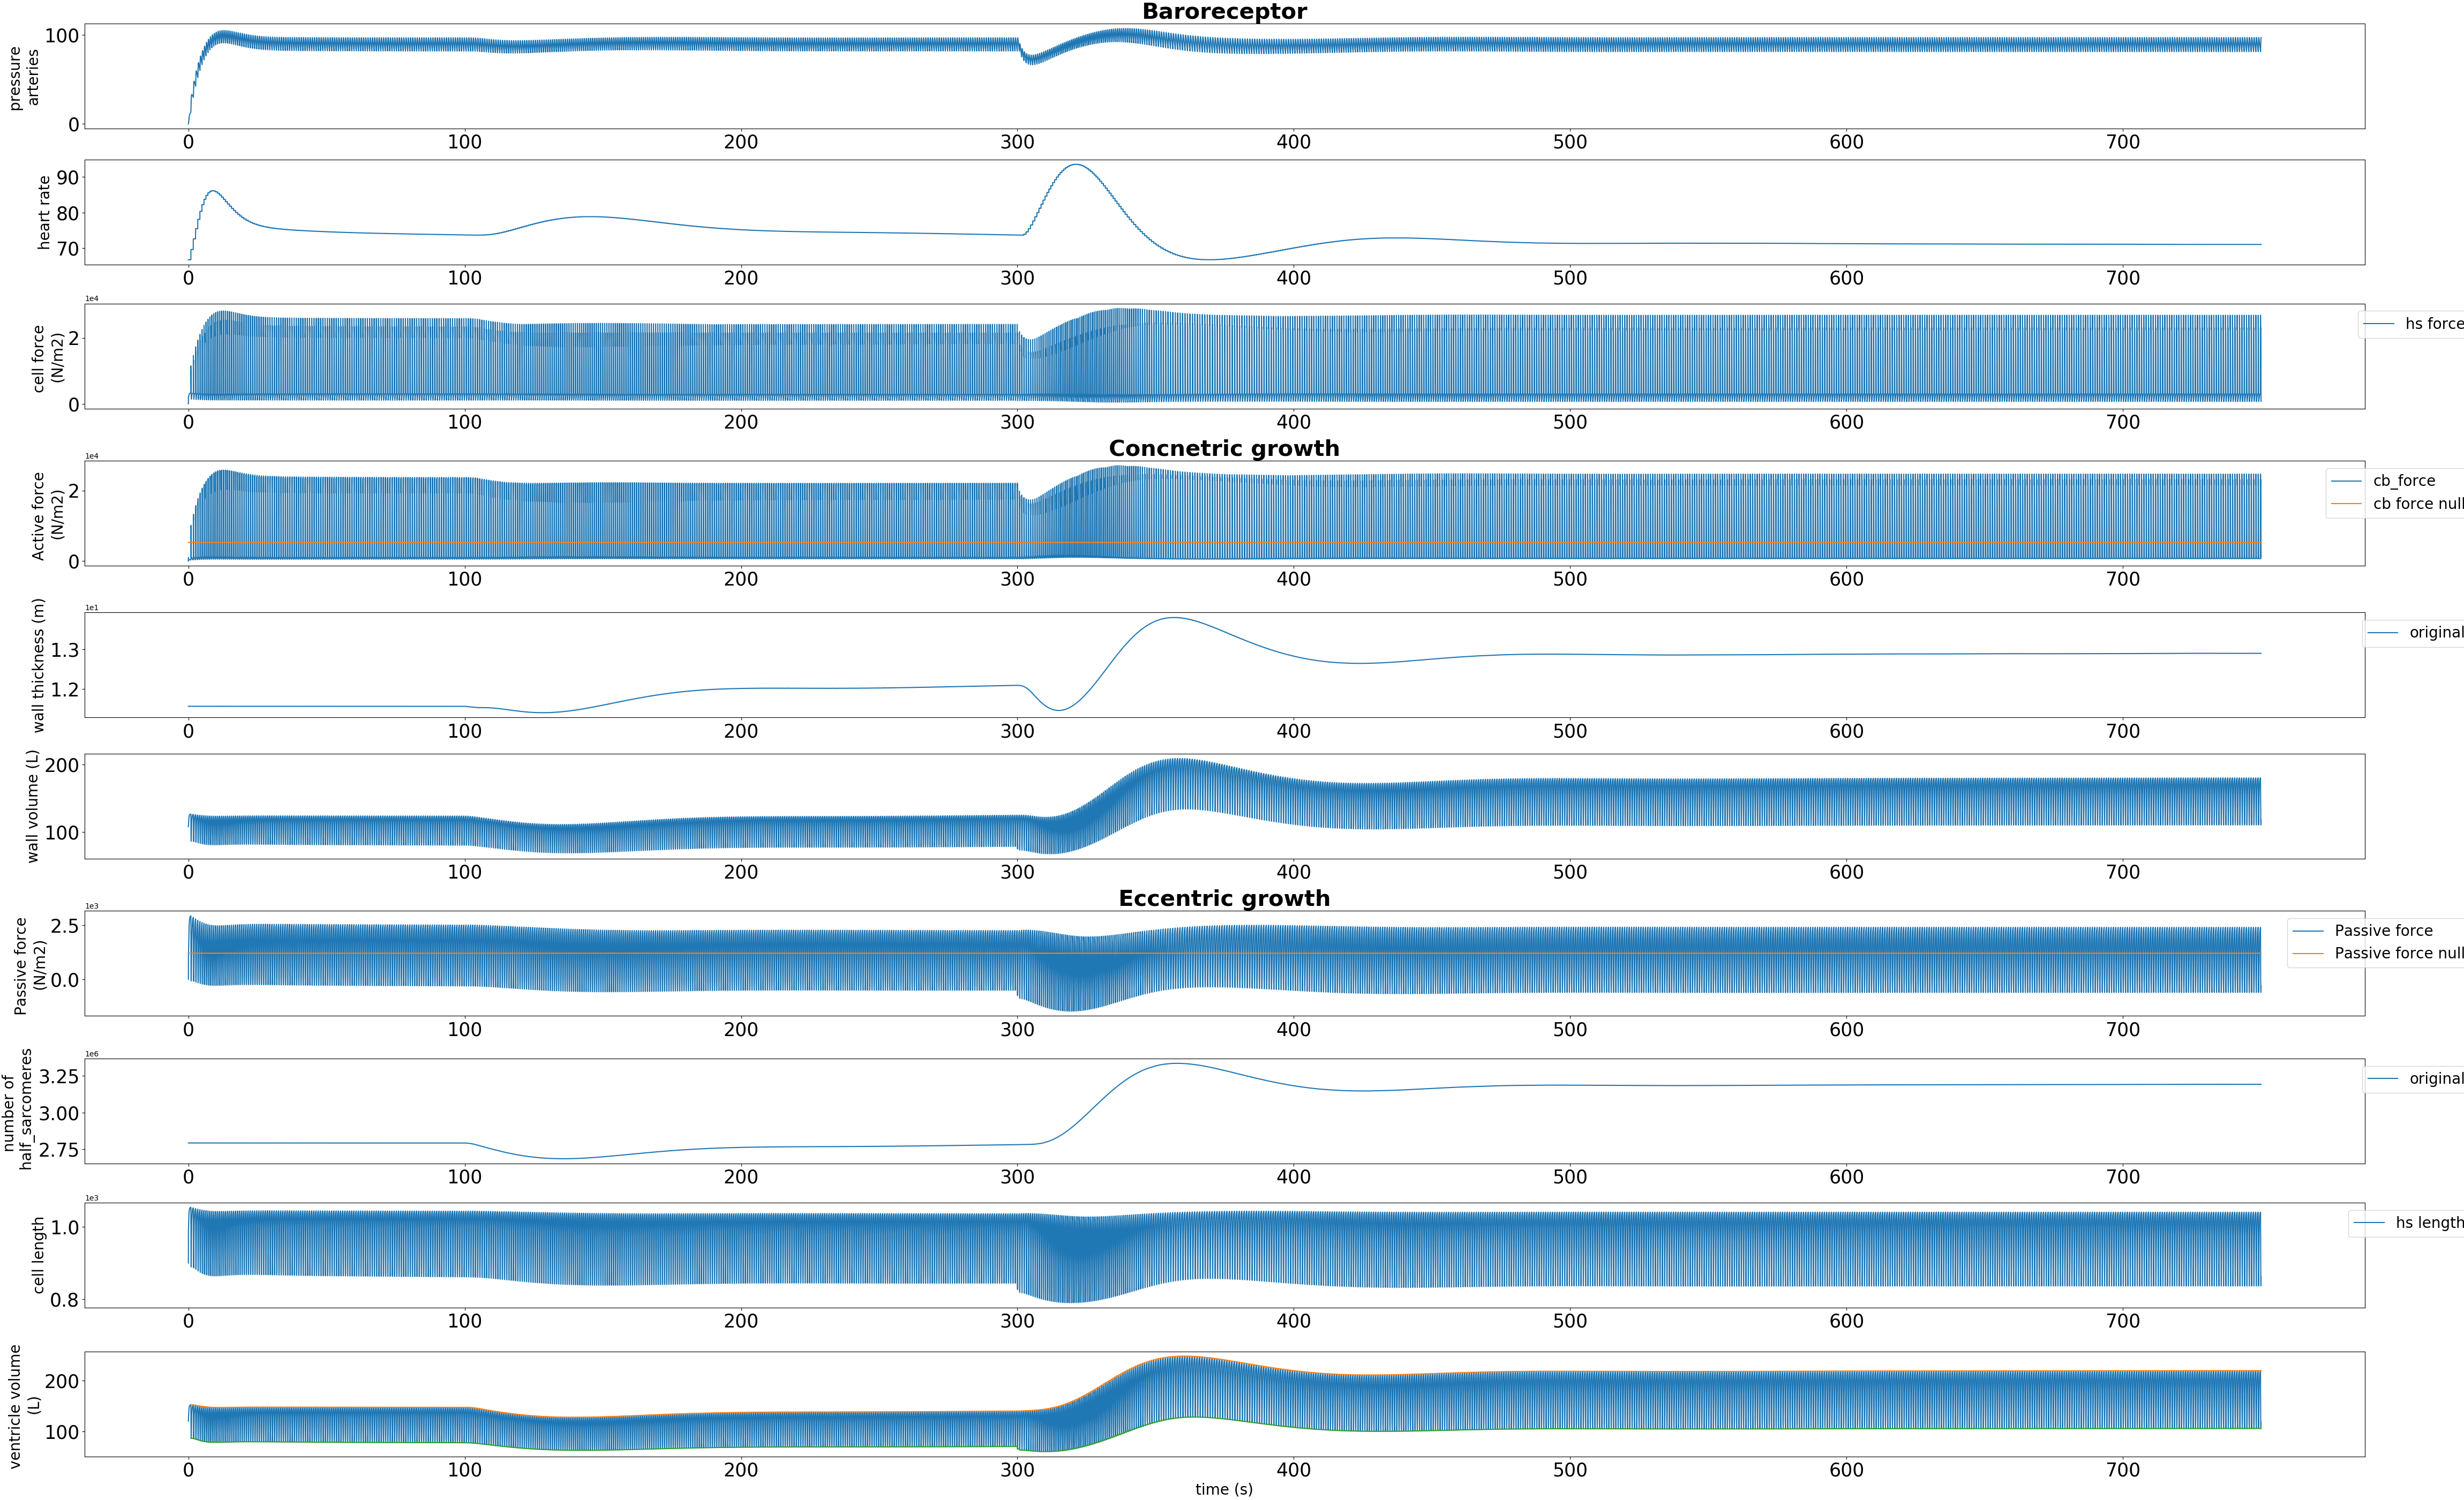 Baroreceptor
pressure
arteries
100
0
0 100 200 300 400 500 600 700
heart rate
90
80
70
0 100 200 300 400 500 600 700
1e4
cell force
(N/m2)
2
0
hs force
0 100 200 300 400 500 600 700
Concnetric growth
1e4
Active force
(N/m2)
2
0
cb_force
cb force null
0 100 200 300 400 500 600 700
1e1
wall thickness (m)
1.3
1.2
original
0 100 200 300 400 500 600 700
wall volume (L)
200
100
0 100 200 300 400 500 600 700
Eccentric growth
1e3
Passive force
(N/m2)
2.5
0.0
Passive force
Passive force null
0 100 200 300 400 500 600 700
1e6
number of
half_sarcomeres
3.25
3.00
2.75
original
0 100 200 300 400 500 600 700
1e3
cell length
1.0
0.8
hs length
0 100 200 300 400 500 600 700
ventricle volume
(L)
200
100
0 100 200 300 400 500 600 700
time (s)